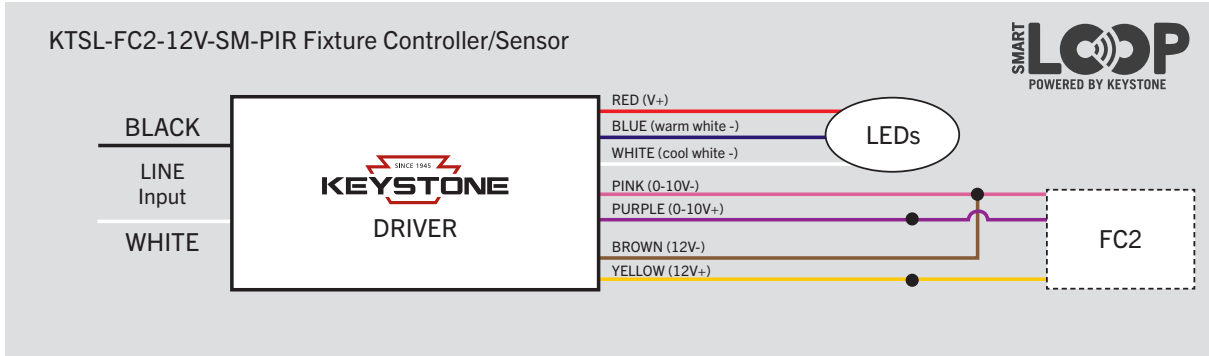 KTSL-FC2-12V-SM-PIR Fixture Controller/Sensor
SMART
LOOP
POWERED BY KEYSTONE
BLACK
LINE
Input
WHITE
SINCE 1945
KEYSTONE
DRIVER
RED (V+)
BLUE (warm white -)
WHITE (cool white -)
PINK (0-10V-)
PURPLE (0-10V+)
BROWN (12V-)
YELLOW (12V+)
LEDs
FC2